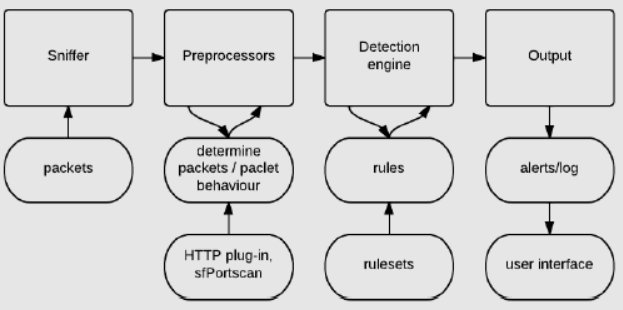 Sniffer
Preprocessors
Detection
engine
Output
packets
determine
packets / paclet
behaviour
rules
alerts/log
HTTP plug-in,
sfPortscan
rulesets
user interface